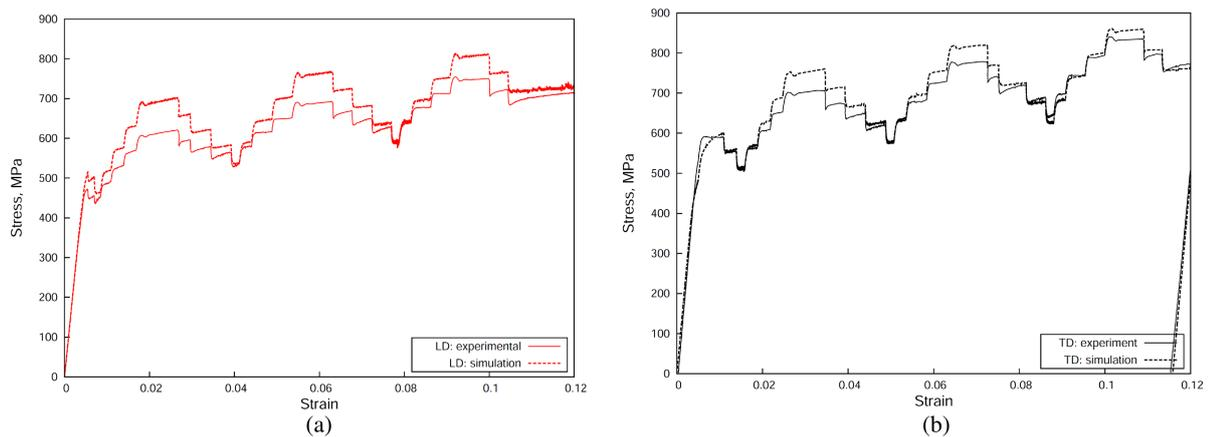 900
800
700
600
500
400
300
200
100
0
Stress, MPa
0 0.02 0.04 0.06 0.08 0.1 0.12
Strain
LD: experimental
LD: simulation
(a)
900
800
700
600
500
400
300
200
100
0
Stress, MPa
0 0.02 0.04 0.06 0.08 0.1 0.12
Strain
TD: experiment
TD: simulation
(b)